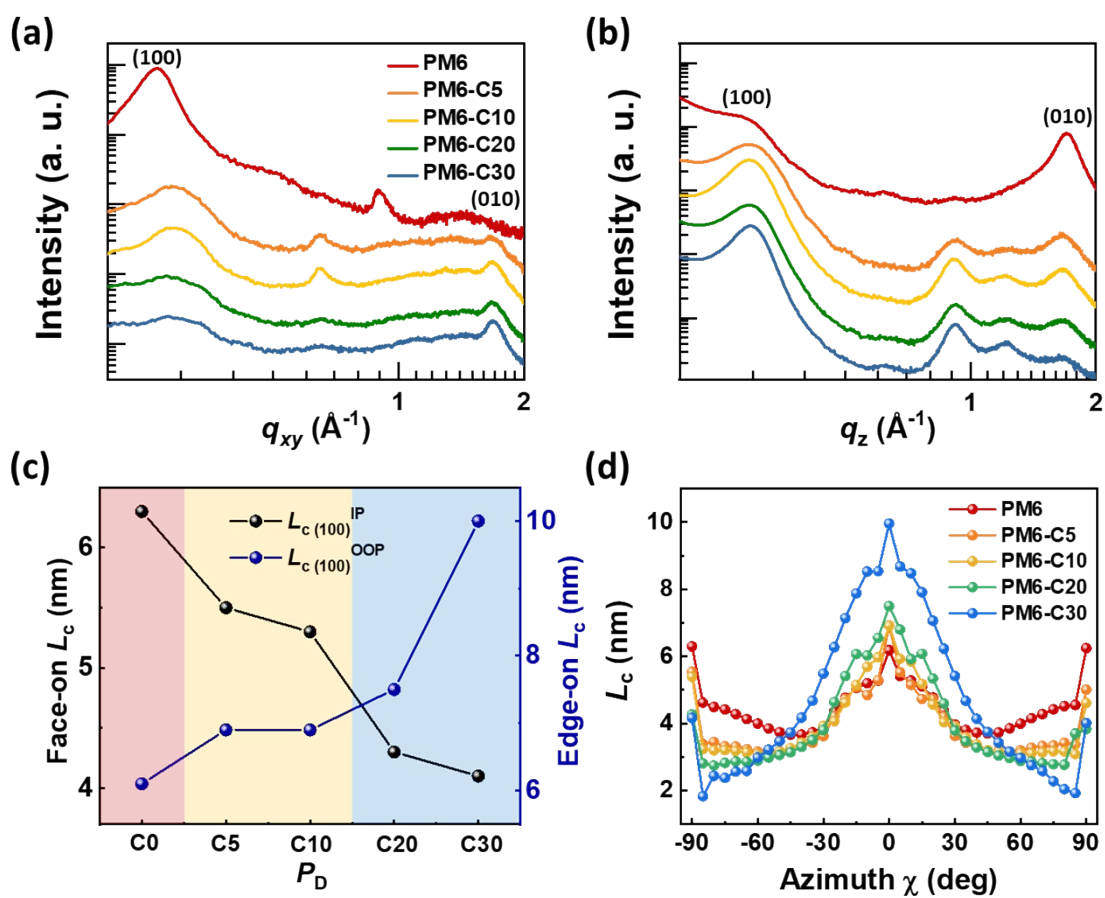 (a)
(100)
PM6
PM6-C5
PM6-C10
PM6-C20
PM6-C30
(010)
Intensity (a. u.)
1
2
qxy (Å-1)
(b)
(100)
(010)
Intensity (a. u.)
1
2
qz (Å-1)
(c)
Lc (100)IP
Lc (100)OOP
Face-on Lc (nm)
6
5
4
Edge-on Lc (nm)
10
8
6
C0 C5 C10 C20 C30
PD
(d)
PM6
PM6-C5
PM6-C10
PM6-C20
PM6-C30
Lc (nm)
10
8
6
4
2
-90 -60 -30 0 30 60 90
Azimuth χ (deg)